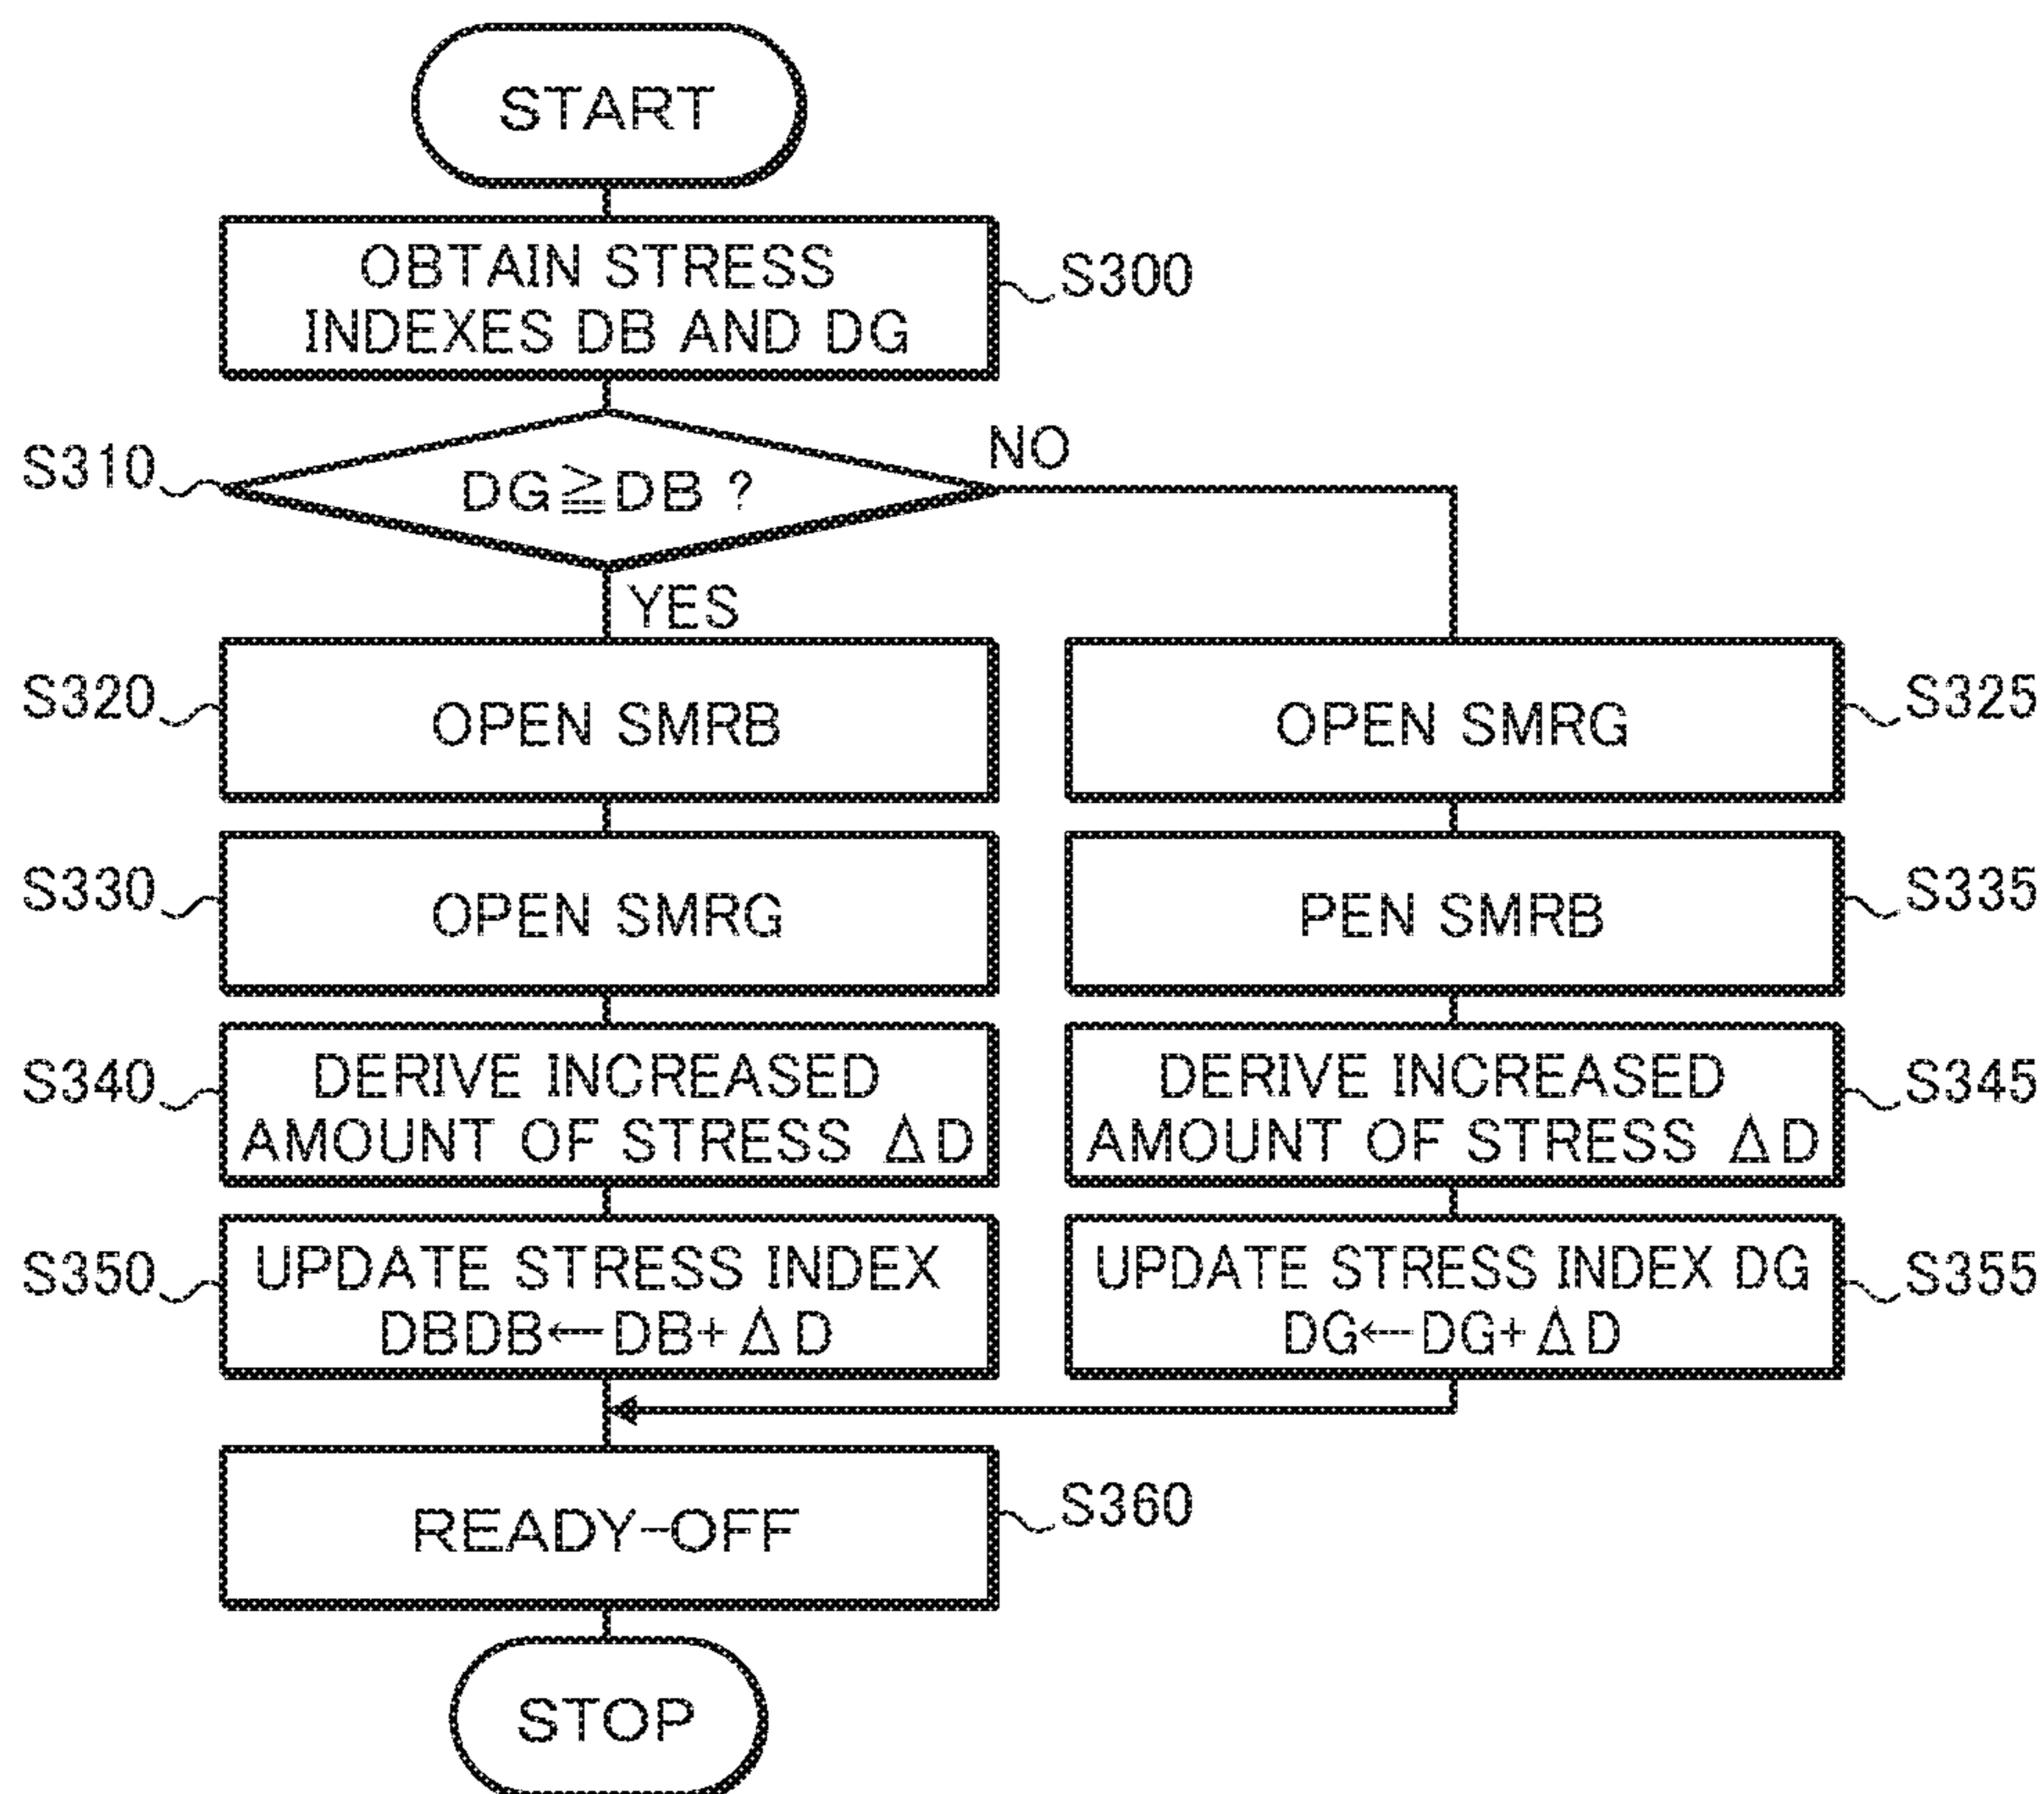 START
OBTAIN STRESS
INDEXES DB AND DG
S300
S310
DG≧DB ?
NO
YES
S320
OPEN SMRB
OPEN SMRG
S325
S330
OPEN SMRG
PEN SMRB
S335
S340
DERIVE INCREASED
AMOUNT OF STRESS ΔD
DERIVE INCREASED
AMOUNT OF STRESS ΔD
S345
S350
UPDATE STRESS INDEX
DBDB←DB+ΔD
UPDATE STRESS INDEX DG
DG←DG+ΔD
S355
READY-OFF
S360
STOP